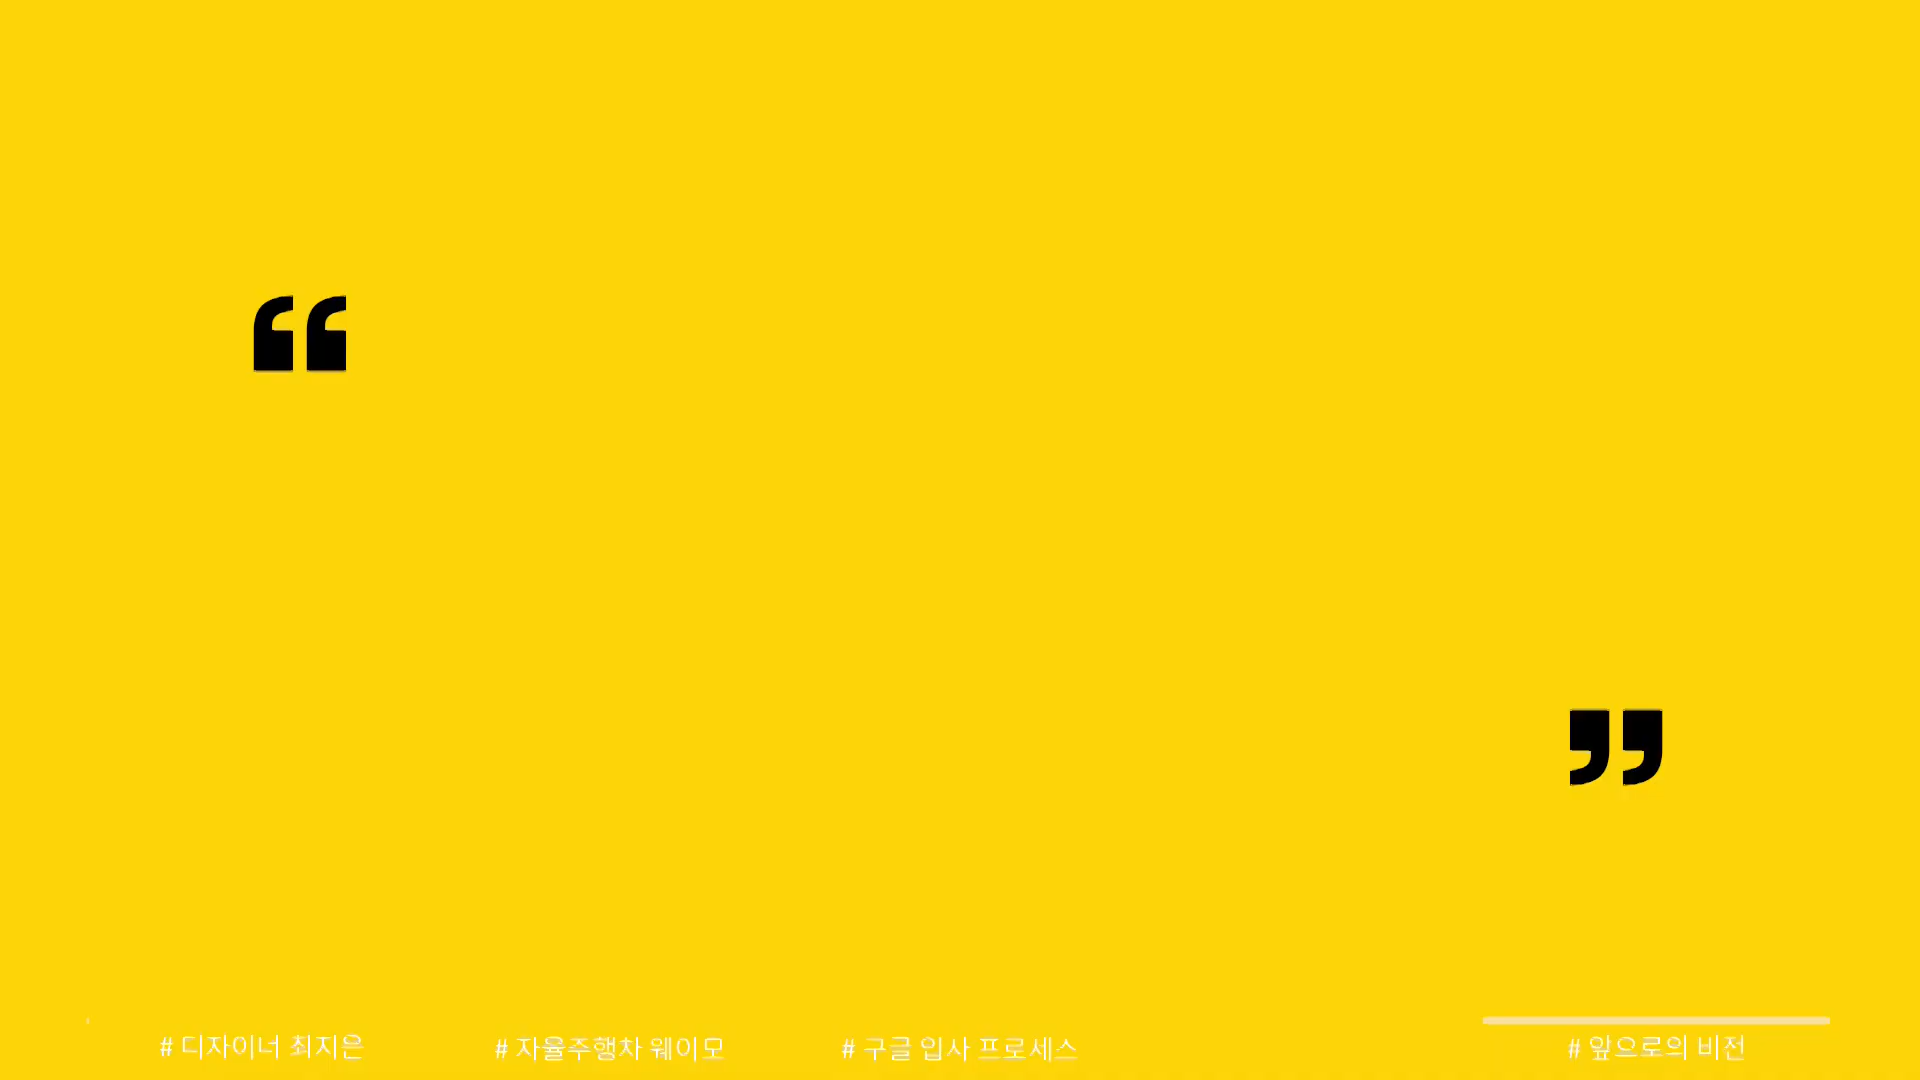 “
”
# 디자이너 최지은
# 자율주행차 웨이모
# 구글 입사 프로세스
# 앞으로의 비전